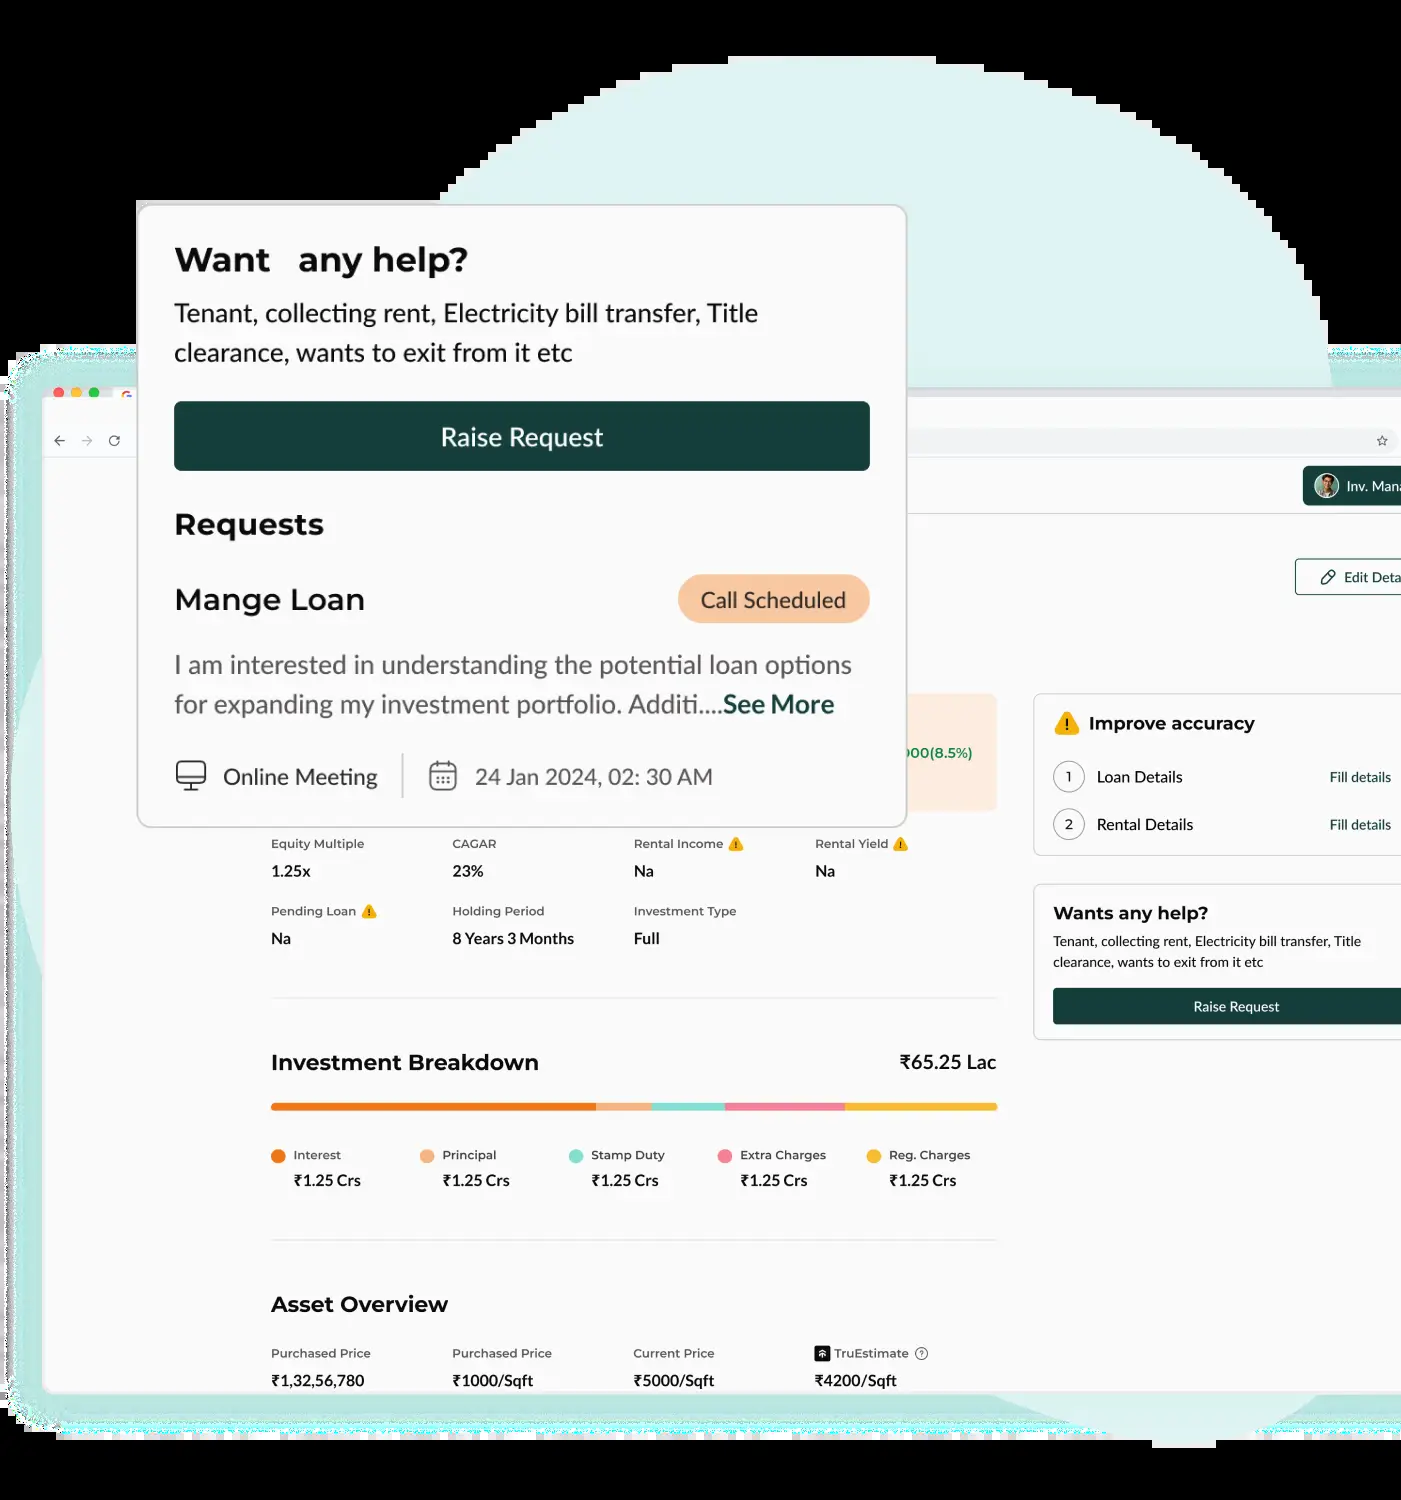 Want any help?
Tenant, collecting rent, Electricity bill transfer, Title
clearance, wants to exit from it etc
Raise Request
Requests
Mange Loan
Call Scheduled
I am interested in understanding the potential loan options
for expanding my investment portfolio. Additi....See More
Online Meeting
24 Jan 2024, 02: 30 AM
Inv. Mana
Edit Deta
00(8.5%)
Improve accuracy
1 Loan Details Fill details
2 Rental Details Fill details
Wants any help?
Tenant, collecting rent, Electricity bill transfer, Title
clearance, wants to exit from it etc
Raise Request
Equity Multiple CAGAR Rental Income Rental Yield
1.25x 23% Na Na
Pending Loan Holding Period Investment Type
Na 8 Years 3 Months Full
Investment Breakdown ₹65.25 Lac
Interest Principal Stamp Duty Extra Charges Reg. Charges
₹1.25 Crs ₹1.25 Crs ₹1.25 Crs ₹1.25 Crs ₹1.25 Crs
Asset Overview
Purchased Price Purchased Price Current Price TruEstimate
₹1,32,56,780 ₹1000/Sqft ₹5000/Sqft ₹4200/Sqft